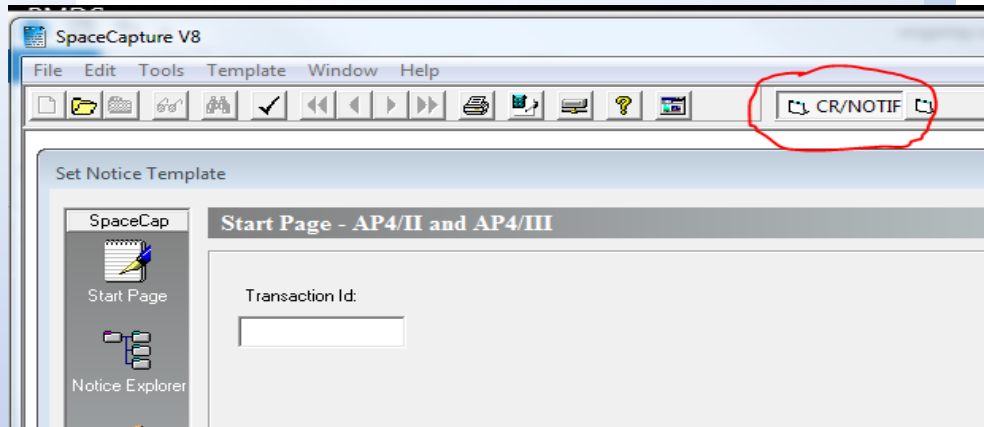 SpaceCapture V8
File Edit Tools Template Window Help
CR/NOTIF
Set Notice Template
SpaceCap
Start Page - AP4/II and AP4/III
Start Page
Transaction Id:
Notice Explorer